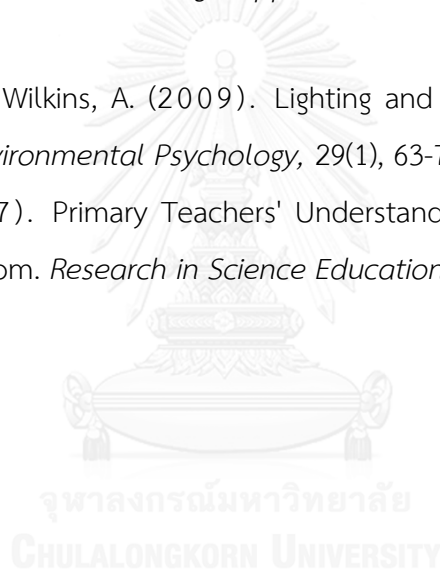 Wilkins, A. (2009). Lighting and
vironmental Psychology, 29(1), 63-7
7). Primary Teachers' Understand
om. Research in Science Education
จุฬาลงกรณ์มหาวิทยาลัย
CHULALONGKORN UNIVERSITY